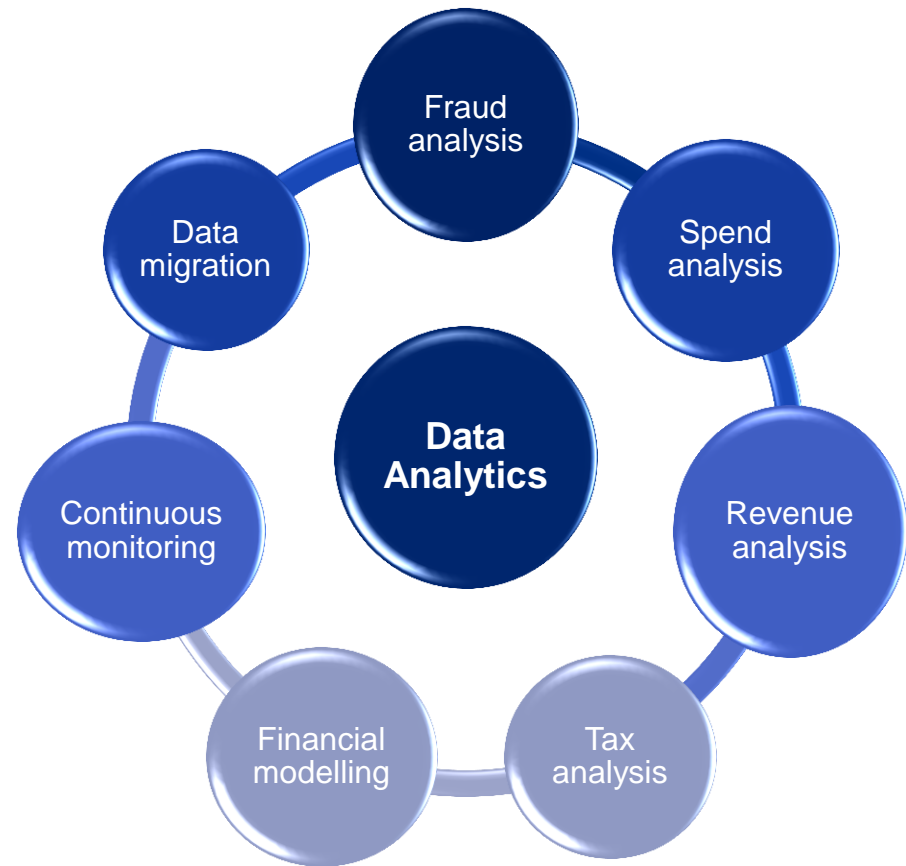 Fraud
analysis
Spend
analysis
Revenue
analysis
Tax
analysis
Financial
modelling
Continuous
monitoring
Data
migration
Data
Analytics